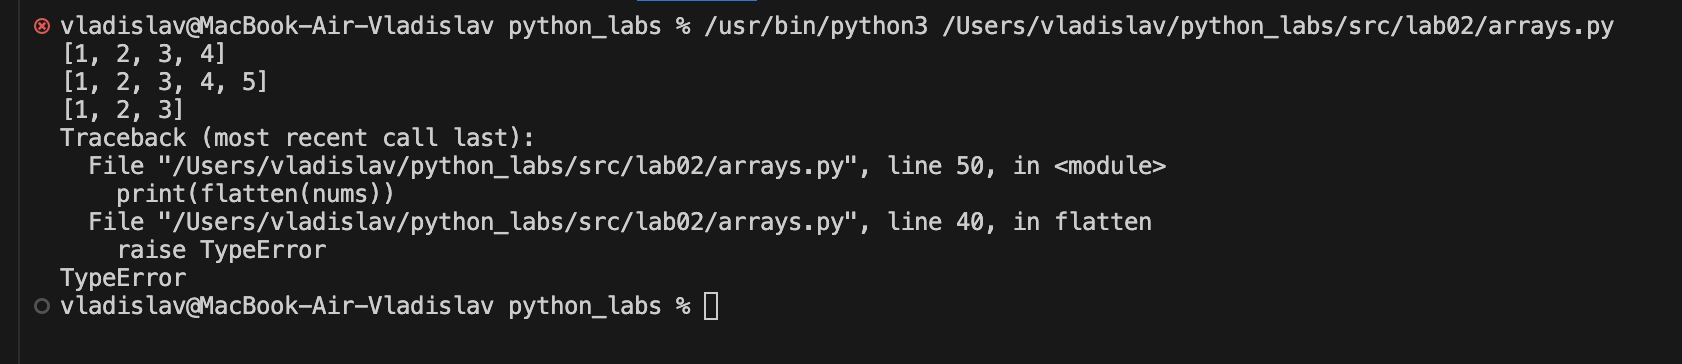 vladislav@MacBook-Air-Vladislav python_labs % /usr/bin/python3 /Users/vladislav/python_labs/src/lab02/arrays.py
[1, 2, 3, 4]
[1, 2, 3, 4, 5]
[1, 2, 3]
Traceback (most recent call last):
  File "/Users/vladislav/python_labs/src/lab02/arrays.py", line 50, in <module>
    print(flatten(nums))
  File "/Users/vladislav/python_labs/src/lab02/arrays.py", line 40, in flatten
    raise TypeError
TypeError
vladislav@MacBook-Air-Vladislav python_labs %